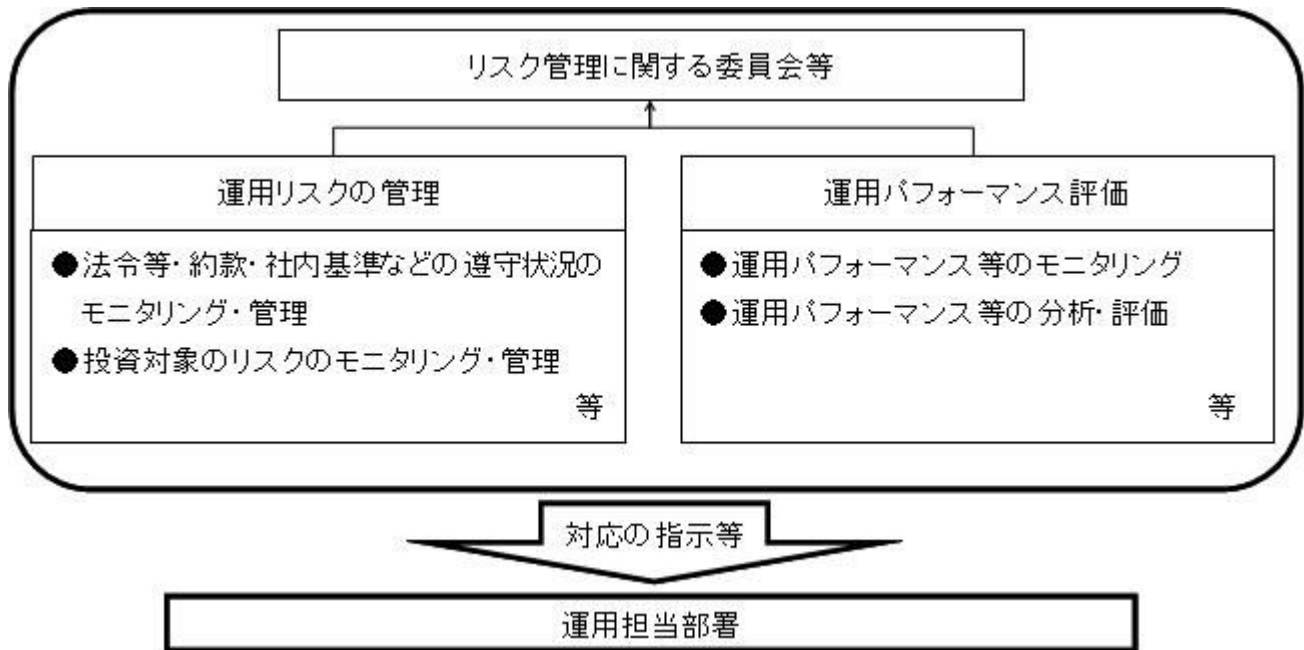 リスク管理に関する委員会等
運用リスクの管理
●法令等・約款・社内基準などの遵守状況の
モニタリング・管理
●投資対象のリスクのモニタリング・管理
等
運用パフォーマンス評価
●運用パフォーマンス等のモニタリング
●運用パフォーマンス等の分析・評価
等
対応の指示等
運用担当部署